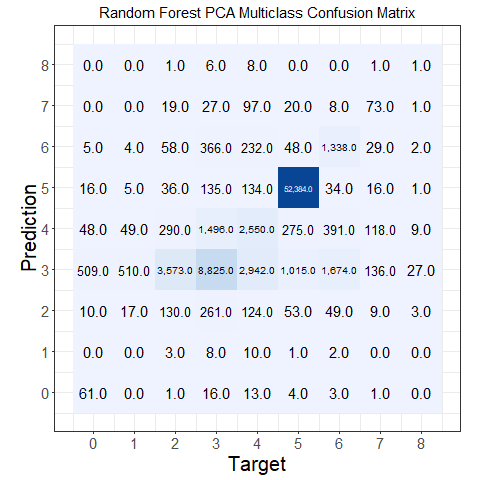 Random Forest PCA Multiclass Confusion Matrix
8 0.0 0.0 1.0 6.0 8.0 0.0 0.0 1.0 1.0
7 0.0 0.0 19.0 27.0 97.0 20.0 8.0 73.0 1.0
6 5.0 4.0 58.0 366.0 232.0 48.0 1,338.0 29.0 2.0
5 16.0 5.0 36.0 135.0 134.0 52,384.0 34.0 16.0 1.0
4 48.0 49.0 290.0 1,496.0 2,550.0 275.0 391.0 118.0 9.0
3 509.0 510.0 3,573.0 8,825.0 2,942.0 1,015.0 1,674.0 136.0 27.0
2 10.0 17.0 130.0 261.0 124.0 53.0 49.0 9.0 3.0
1 0.0 0.0 3.0 8.0 10.0 1.0 2.0 0.0 0.0
0 61.0 0.0 1.0 16.0 13.0 4.0 3.0 1.0 0.0
0 1 2 3 4 5 6 7 8
Target
Prediction